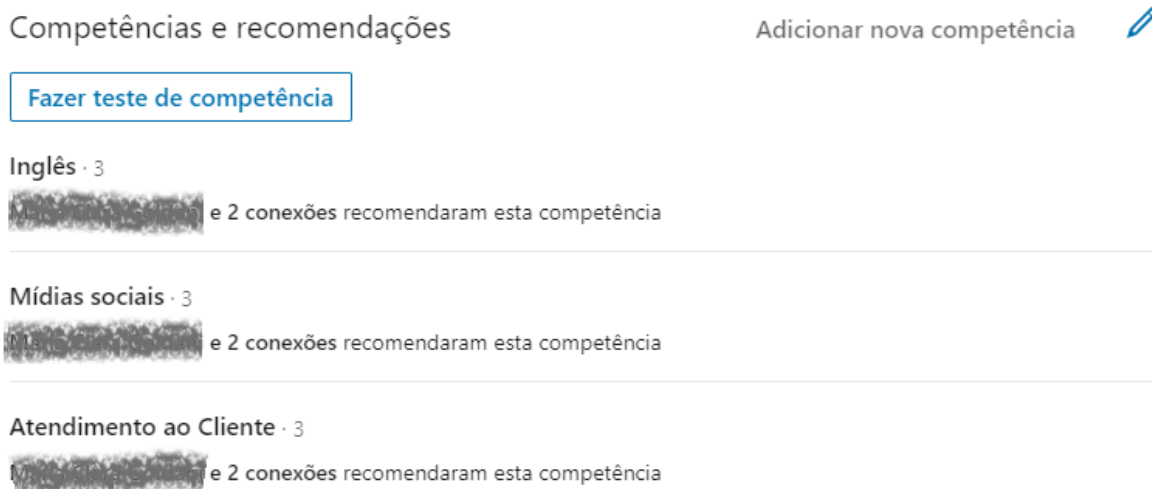 Competências e recomendações Adicionar nova competência
Fazer teste de competência
Inglês · 3
e 2 conexões recomendaram esta competência
Mídias sociais · 3
e 2 conexões recomendaram esta competência
Atendimento ao Cliente · 3
e 2 conexões recomendaram esta competência